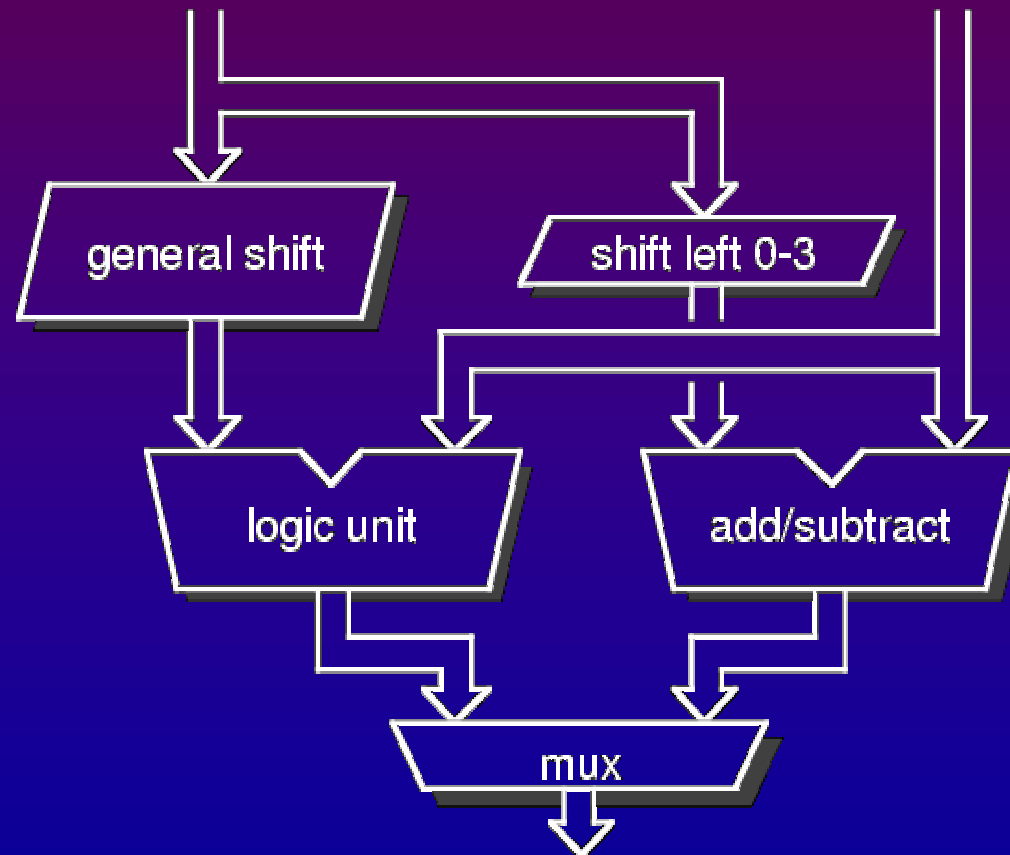 general shift
shift left 0-3
logic unit
add/subtract
mux